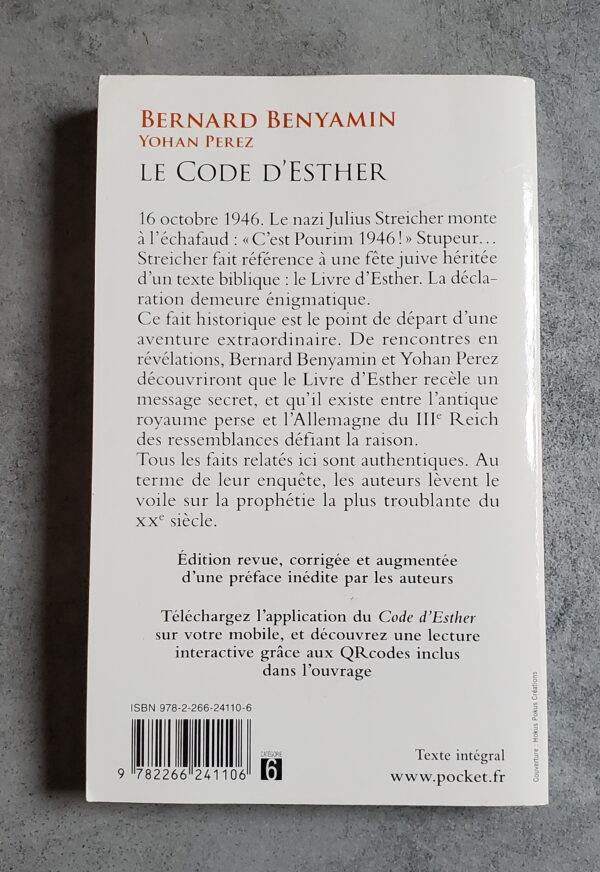 BERNARD BENYAMIN
YOHAN PEREZ
LE CODE D'ESTHER
16 octobre 1946. Le nazi Julius Streicher monte
à l'échafaud : « C'est Pourim 1946 ! » Stupeur…
Streicher fait référence à une fête juive héritée
d'un texte biblique : le Livre d'Esther. La décla-
ration demeure énigmatique.
Ce fait historique est le point de départ d'une
aventure extraordinaire. De rencontres en
révélations, Bernard Benyamin et Yohan Perez
découvriront que le Livre d'Esther recèle un
message secret, et qu'il existe entre l'antique
royaume perse et l'Allemagne du IIIe Reich
des ressemblances défiant la raison.
Tous les faits relatés ici sont authentiques. Au
terme de leur enquête, les auteurs lèvent le
voile sur la prophétie la plus troublante du
XXe siècle.
Édition revue, corrigée et augmentée
d'une préface inédite par les auteurs
Téléchargez l'application du Code d'Esther
sur votre mobile, et découvrez une lecture
interactive grâce aux QRcodes inclus
dans l'ouvrage
ISBN 978-2-266-24110-6
9 782266 241106
CATÉGORIE
6
Texte intégral
www.pocket.fr
Couverture : Hokus Pokus Créations